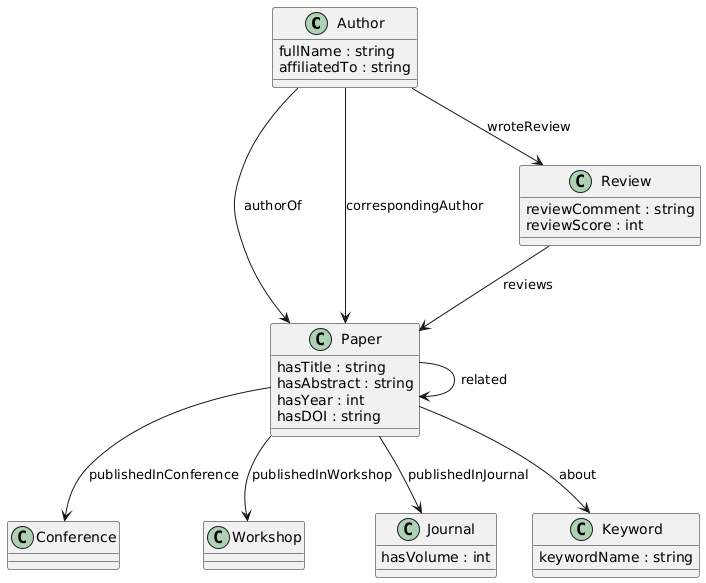 C Author
fullName : string
affiliatedTo : string
wroteReview
C Review
reviewComment : string
reviewScore : int
authorOf
correspondingAuthor
reviews
C Paper
hasTitle : string
hasAbstract : string
hasYear : int
hasDOI : string
related
publishedInConference
publishedInWorkshop
publishedInJournal
about
C Conference
C Workshop
C Journal
hasVolume : int
C Keyword
keywordName : string